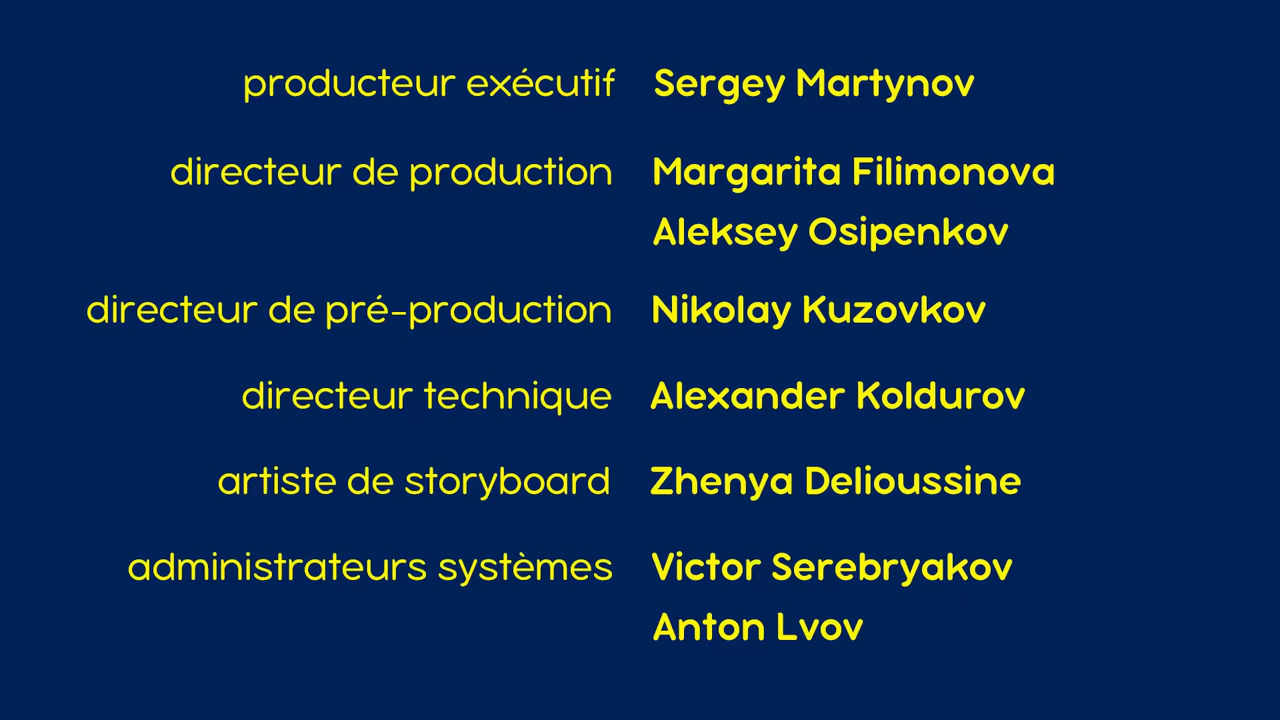 producteur exécutif Sergey Martynov
directeur de production Margarita Filimonova
Aleksey Osipenkov
directeur de pré-production Nikolay Kuzovkov
directeur technique Alexander Koldurov
artiste de storyboard Zhenya Delioussine
administrateurs systèmes Victor Serebryakov
Anton Lvov